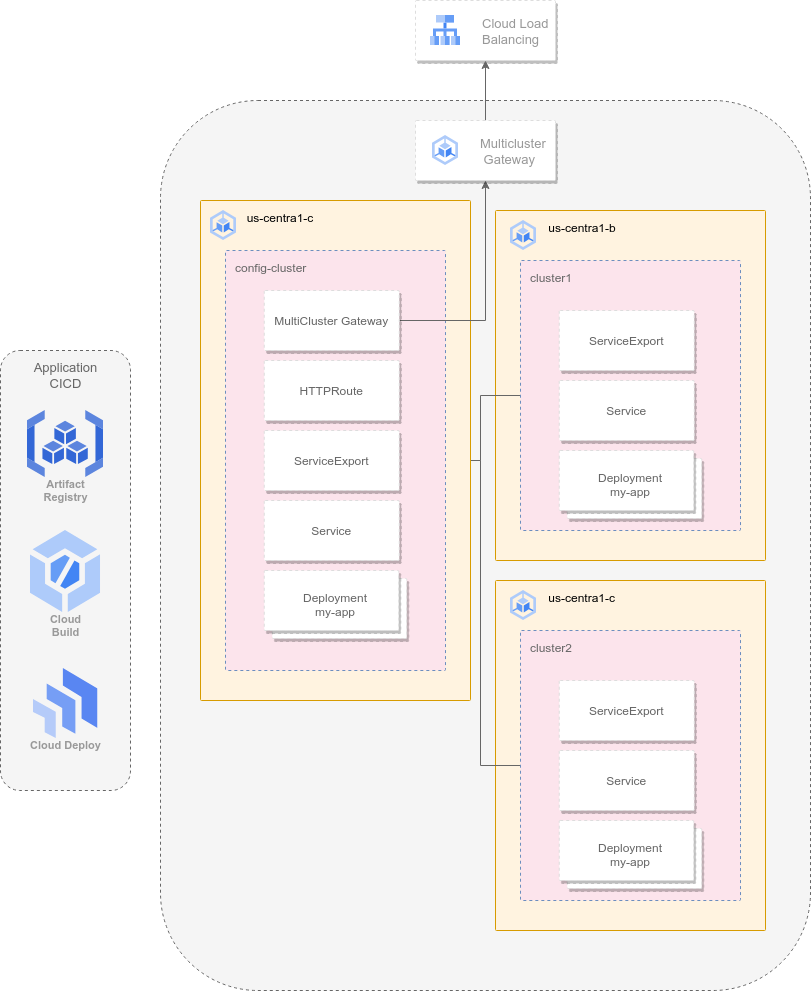 Cloud Load
Balancing
Multicluster
Gateway
us-centra1-c
config-cluster
MultiCluster Gateway
HTTPRoute
ServiceExport
Service
Deployment
my-app
us-centra1-b
cluster1
ServiceExport
Service
Deployment
my-app
us-centra1-c
cluster2
ServiceExport
Service
Deployment
my-app
Application
CICD
Artifact
Registry
Cloud
Build
Cloud Deploy